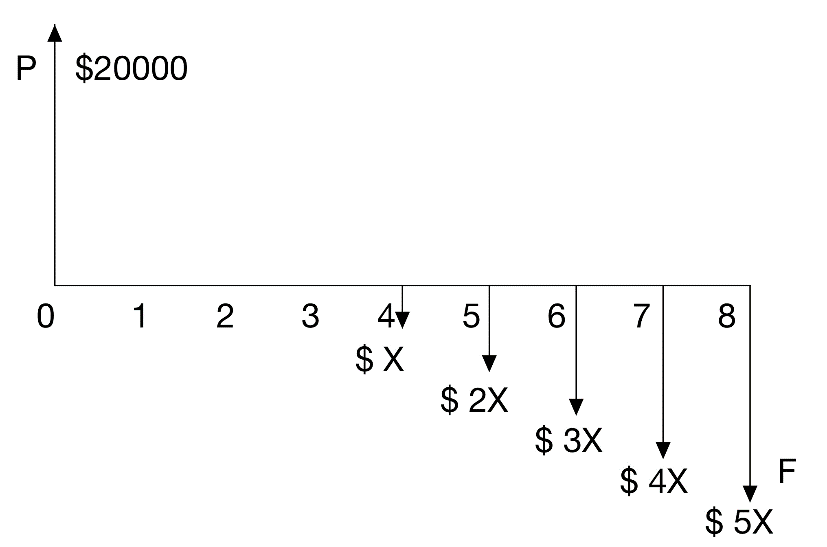 P $20000
0 1 2 3 4 5 6 7 8
$ X
$ 2X
$ 3X
$ 4X
F
$ 5X